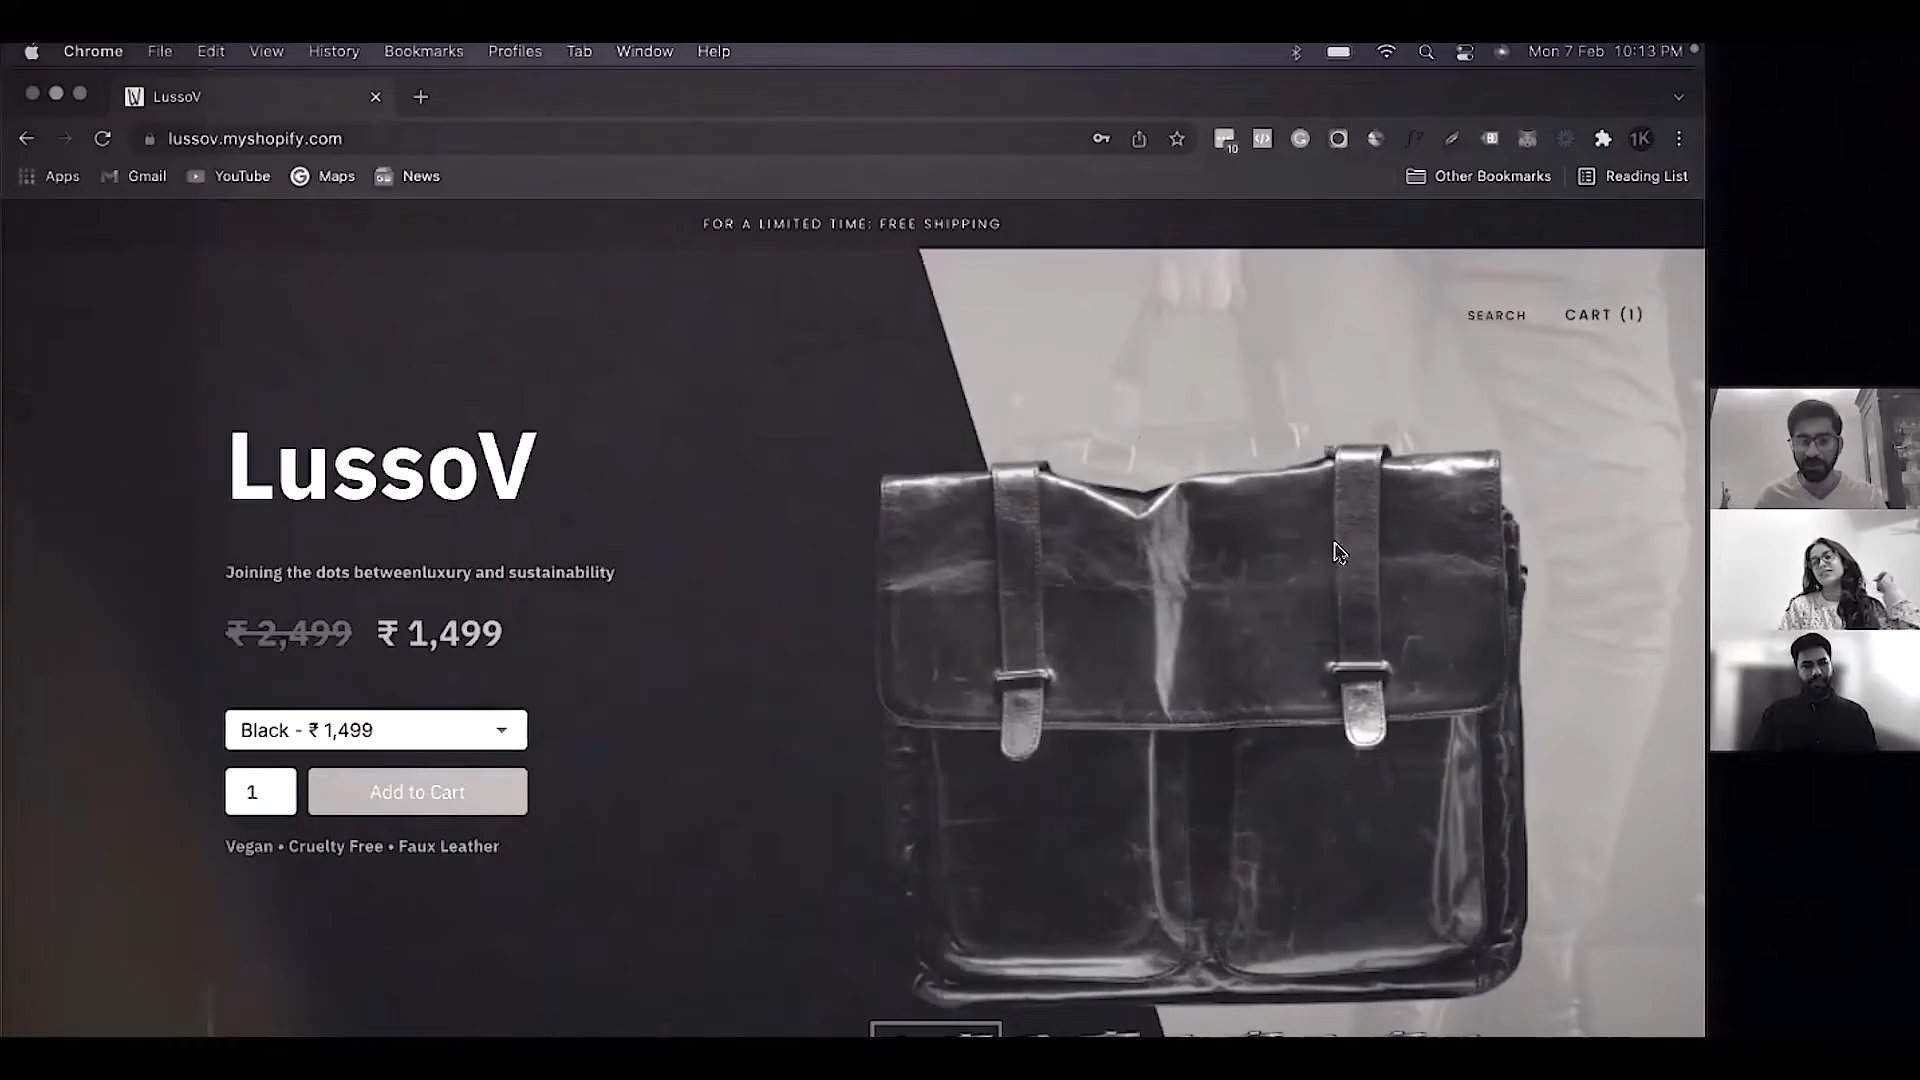 Chrome File Edit View History Bookmarks Profiles Tab Window Help Mon 7 Feb 10:13 PM
LussoV
lussov.myshopify.com
10
1K
Apps Gmail YouTube Maps News Other Bookmarks Reading List
FOR A LIMITED TIME: FREE SHIPPING
SEARCH CART (1)
LussoV
Joining the dots betweenluxury and sustainability
₹ 2,499 ₹ 1,499
Black - ₹ 1,499
1 Add to Cart
Vegan • Cruelty Free • Faux Leather